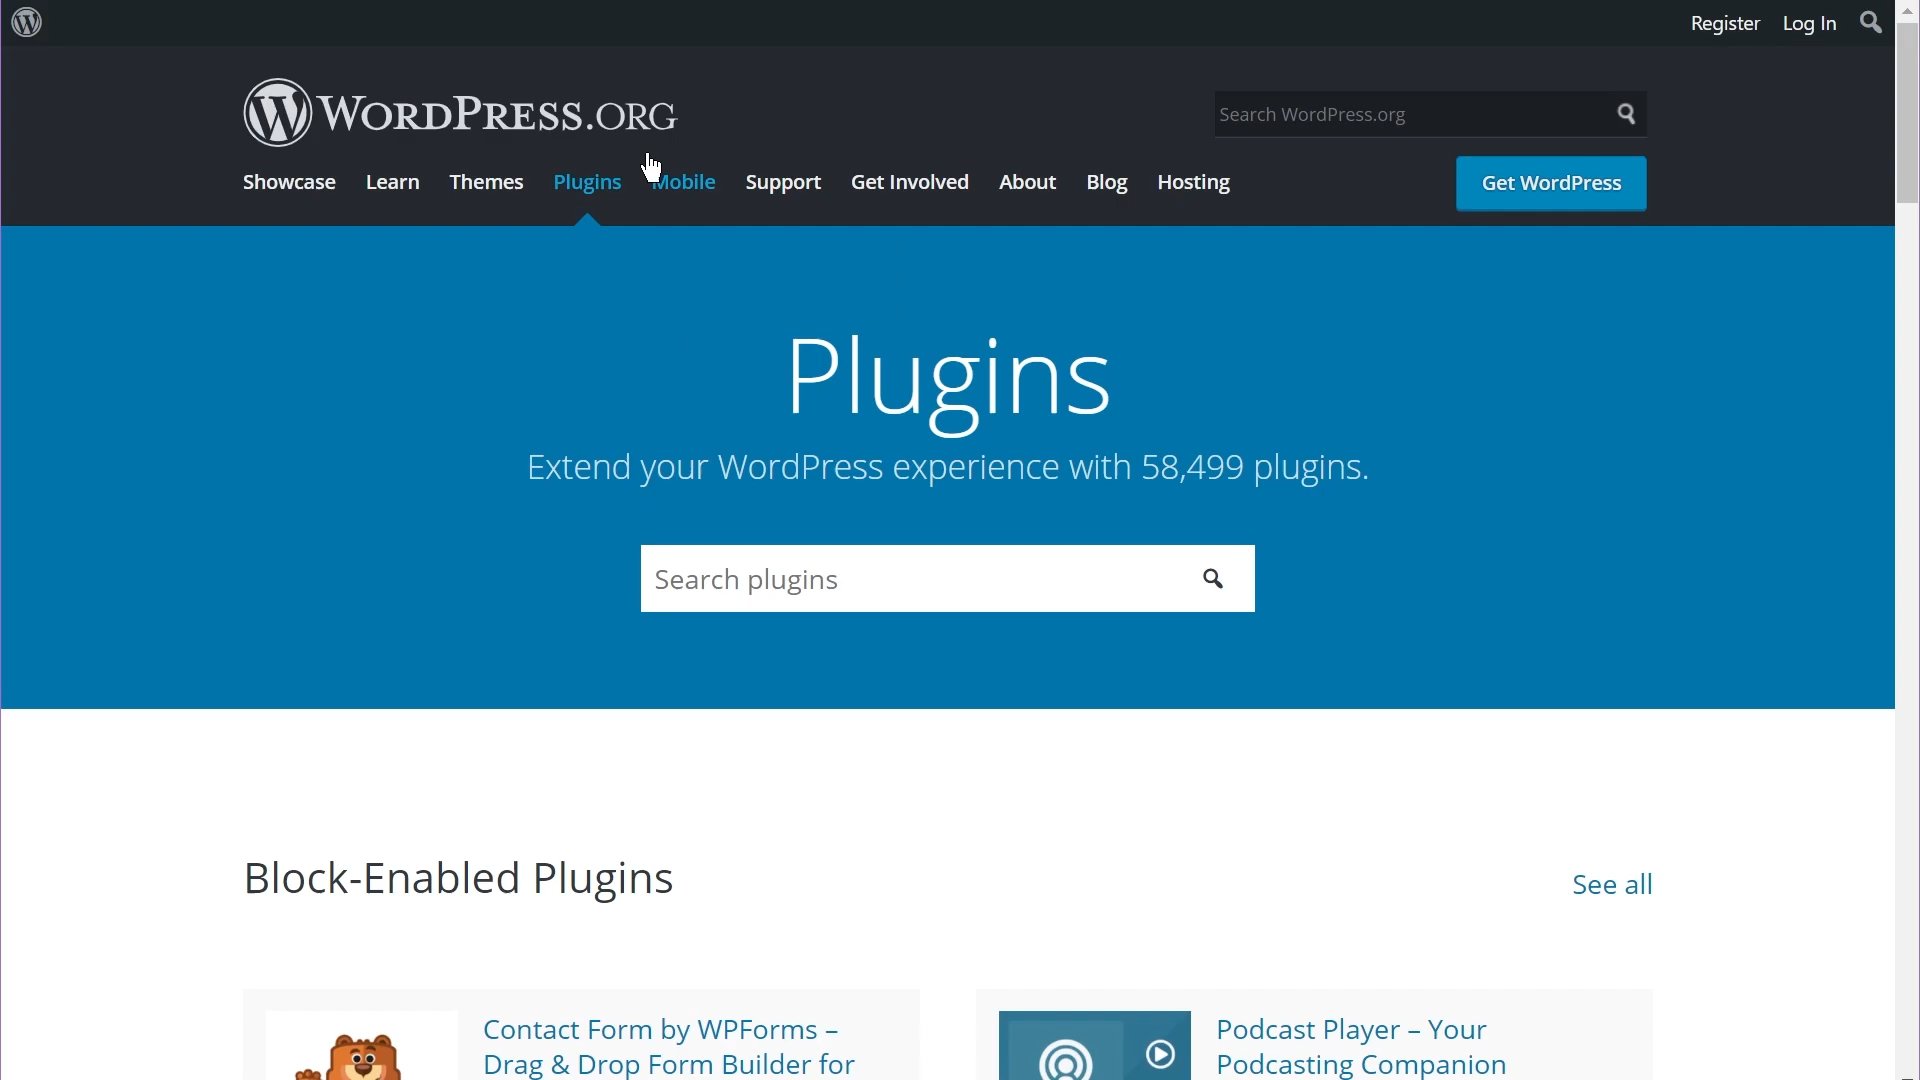 Register Log In
WORDPRESS.ORG
Search WordPress.org
Showcase Learn Themes Plugins Mobile Support Get Involved About Blog Hosting
Get WordPress
Plugins
Extend your WordPress experience with 58,499 plugins.
Search plugins
Block-Enabled Plugins
See all
Contact Form by WPForms –
Drag & Drop Form Builder for
Podcast Player – Your
Podcasting Companion